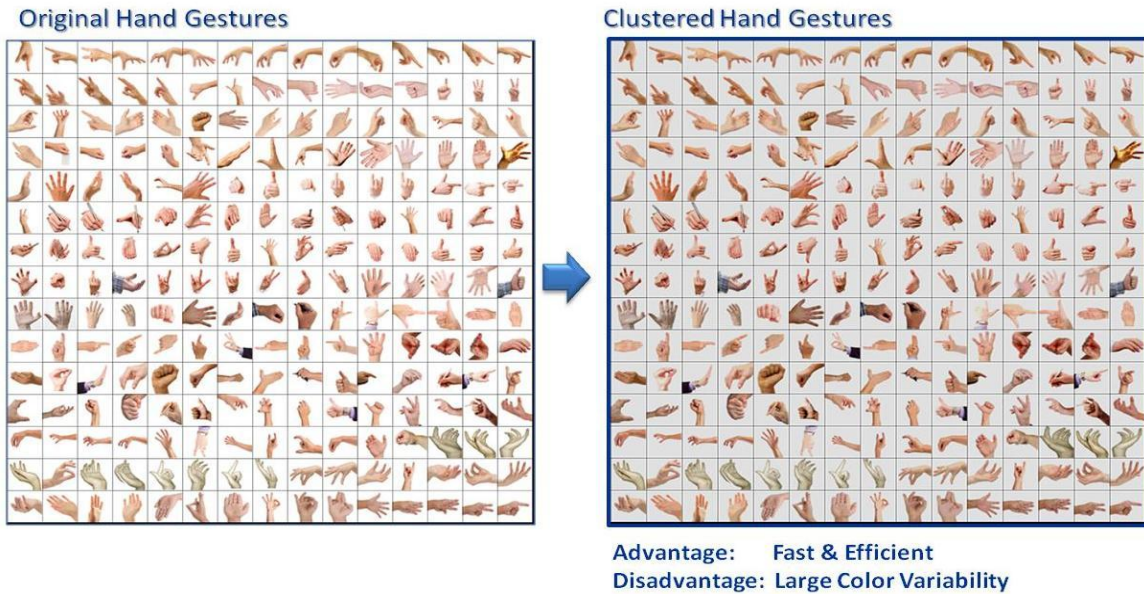 Original Hand Gestures
Clustered Hand Gestures
Advantage: Fast & Efficient
Disadvantage: Large Color Variability